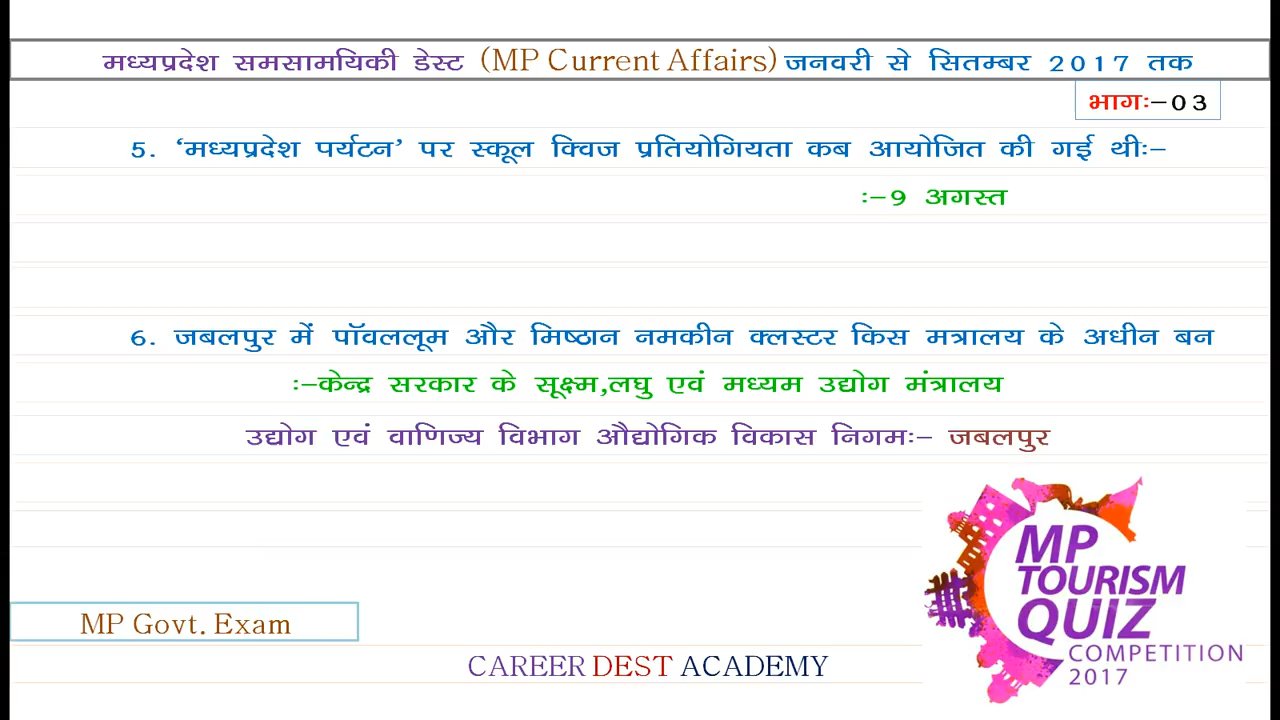 मध्यप्रदेश समसामयिकी डेस्ट (MP Current Affairs) जनवरी से सितम्बर 2017 तक
भागः–03
5. ‘मध्यप्रदेश पर्यटन’ पर स्कूल क्विज प्रतियोगियता कब आयोजित की गई थीः–
ः–9 अगस्त
6. जबलपुर में पॉवललूम और मिष्ठान नमकीन क्लस्टर किस मत्रालय के अधीन बन
ः–केन्द्र सरकार के सूक्ष्म,लघु एवं मध्यम उद्योग मंत्रालय
उद्योग एवं वाणिज्य विभाग औद्योगिक विकास निगमः– जबलपुर
MP
TOURISM
QUIZ
COMPETITION
2017
MP Govt. Exam
CAREER DEST ACADEMY